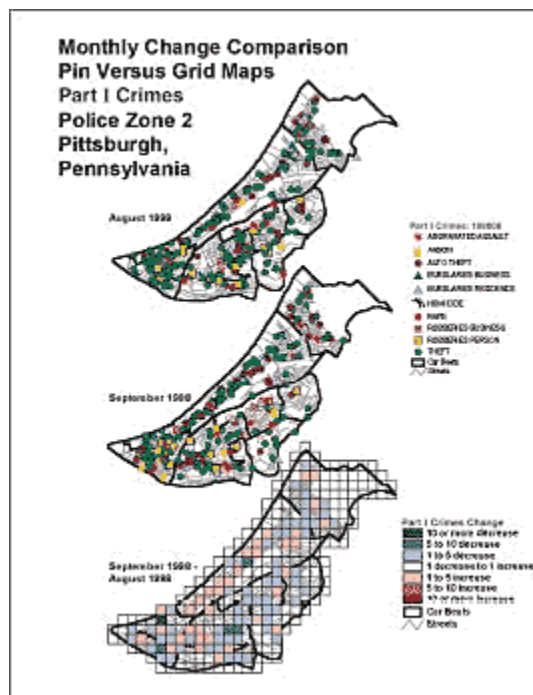 Monthly Change Comparison
Pin Versus Grid Maps
Part I Crimes
Police Zone 2
Pittsburgh,
Pennsylvania
August 1998
Part I Crimes: 199808
AGGRAVATED ASSAULT
ARSON
AUTO THEFT
BURGLARIES BUSINESS
BURGLARIES RESIDENCE
HOMICIDE
RAPE
ROBBERIES BUSINESS
ROBBERIES PERSON
THEFT
Car Beats
Streets
September 1998
September 1998 -
August 1998
Part I Crimes Change
10 or more decrease
5 to 10 decrease
1 to 5 decrease
1 decrease to 1 increase
1 to 5 increase
5 to 10 increase
10 or more increase
Car Beats
Streets